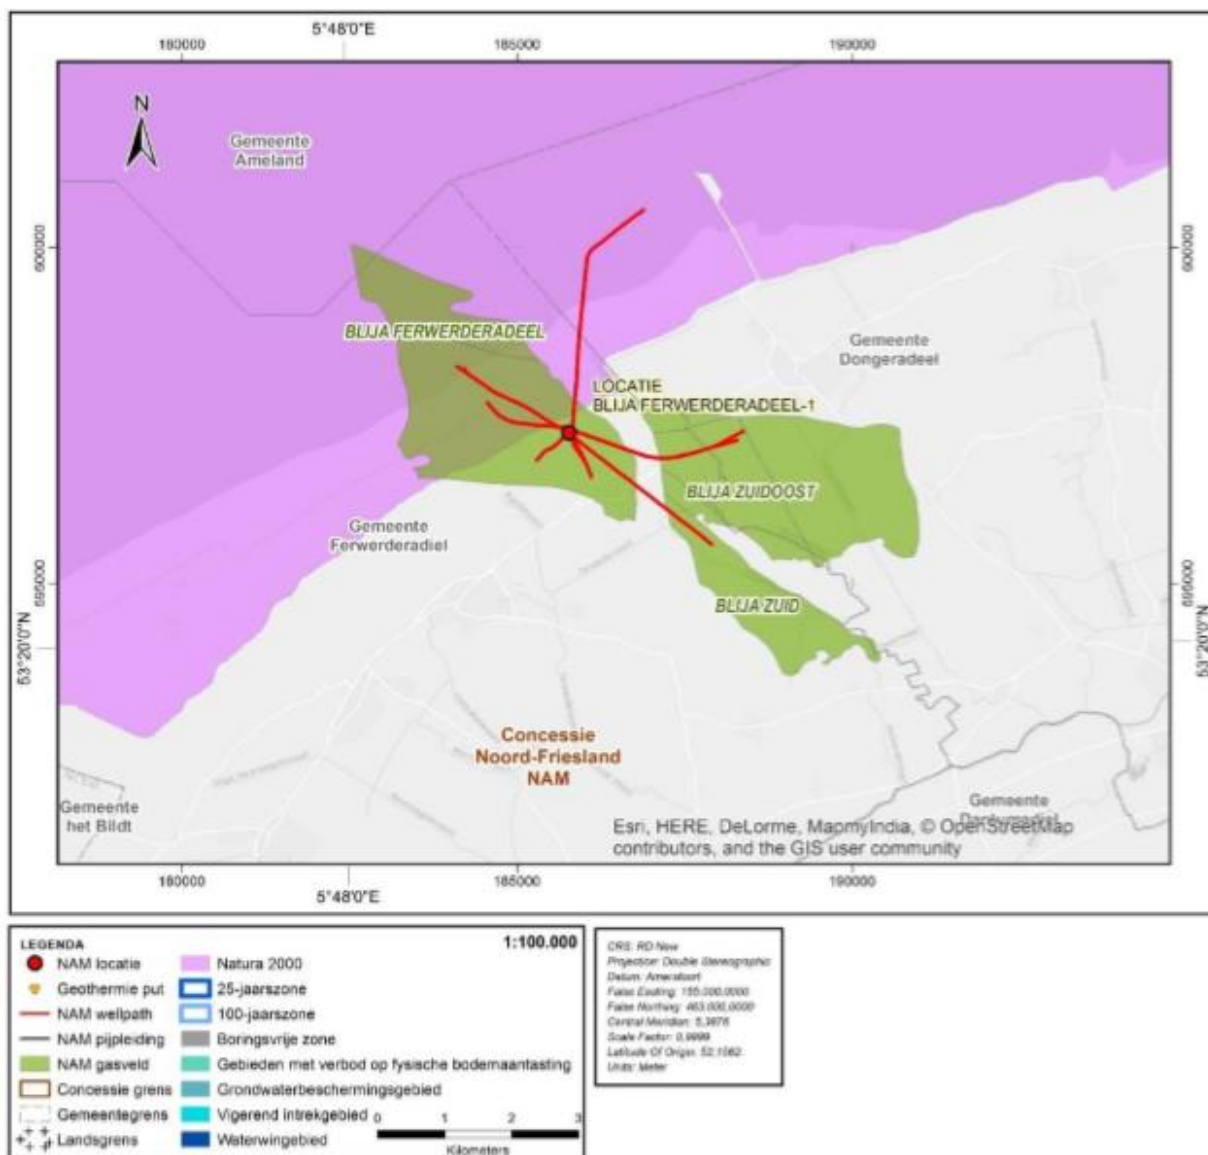 5°48'0"E
180000
185000
190000
N
Gemeente
Ameland
600000
600000
BLIJA FERWERDERADEEL
Gemeente
Dongeradeel
LOCATIE
BLIJA FERWERDERADEEL-1
BLIJA ZUIDOOST
Gemeente
Ferwerderadiel
595000
595000
BLIJA ZUID
53°20'0"N
53°20'0"N
Concessie
Noord-Friesland
NAM
Gemeente
het Bildt
Gemeente
Dantumadiel
Esri, HERE, DeLorme, MapmyIndia, © OpenStreetMap
contributors, and the GIS user community
180000
185000
190000
5°48'0"E
LEGENDA
1:100.000
NAM locatie
Geothermie put
NAM wellpath
NAM pijpleiding
NAM gasveld
Concessie grens
Gemeentegrens
Landsgrens
Natura 2000
25-jaarszone
100-jaarszone
Boringsvrije zone
Gebieden met verbod op fysische bodemaantasting
Grondwaterbeschermingsgebied
Vigerend intrekgebied
Waterwingebied
0 1 2 3
Kilometers
CRS: RD New
Projection: Double Stereographic
Datum: Amersfoort
False Easting: 155.000,0000
False Northing: 463.000,0000
Central Meridian: 5,3876
Scale Factor: 0,9999
Latitude Of Origin: 52,1562
Units: Meter